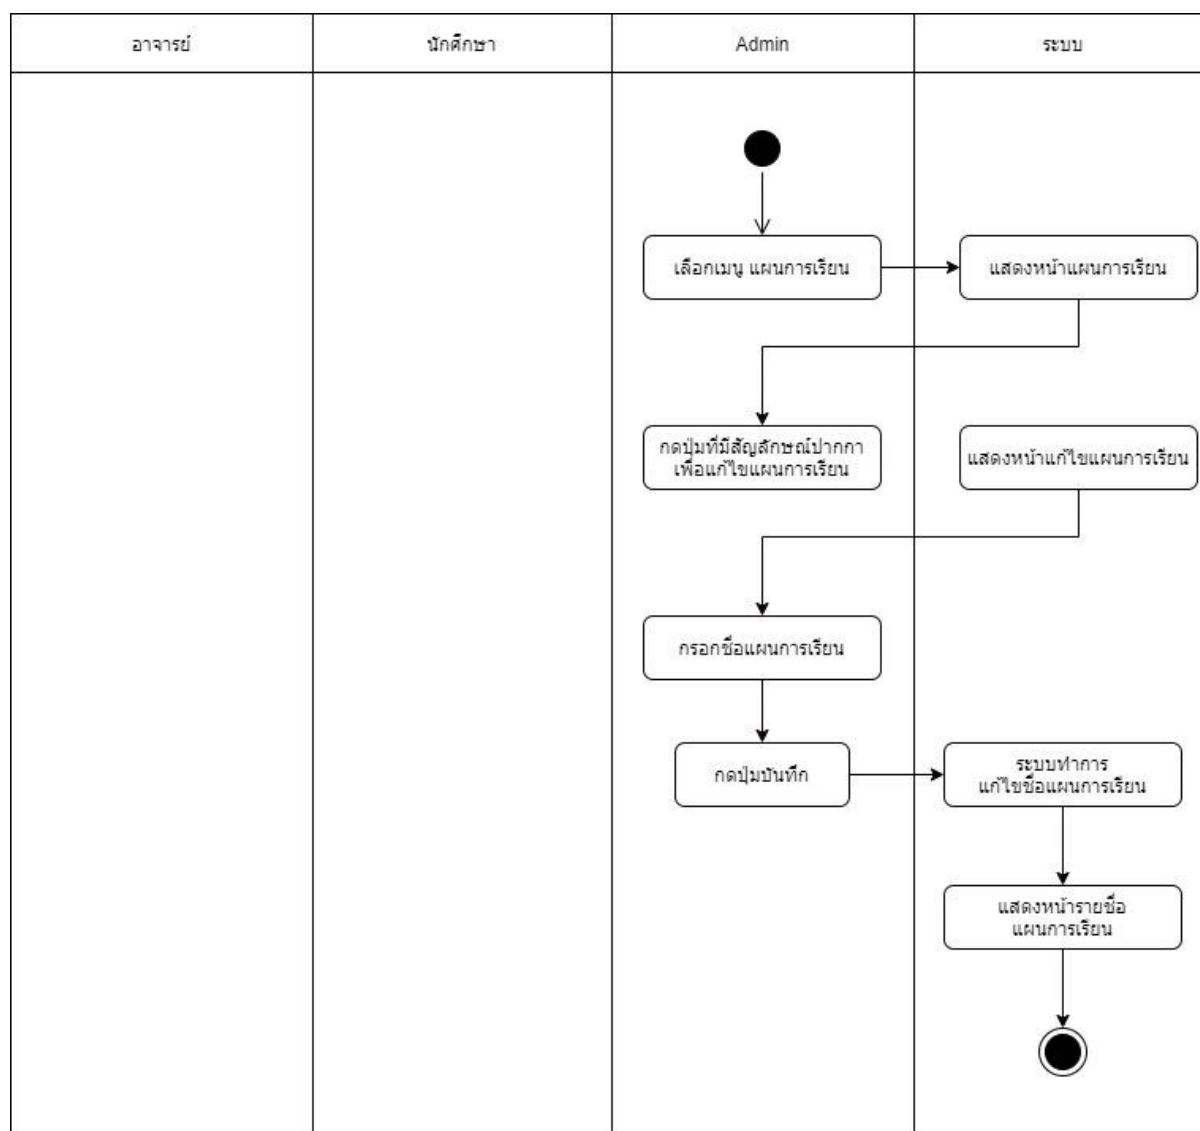 อาจารย์
นักศึกษา
Admin
ระบบ
เลือกเมนู แผนการเรียน
แสดงหน้าแผนการเรียน
กดปุ่มที่มีสัญลักษณ์ปากกา
เพื่อแก้ไขแผนการเรียน
แสดงหน้าแก้ไขแผนการเรียน
กรอกชื่อแผนการเรียน
กดปุ่มบันทึก
ระบบทำการ
แก้ไขชื่อแผนการเรียน
แสดงหน้ารายชื่อ
แผนการเรียน